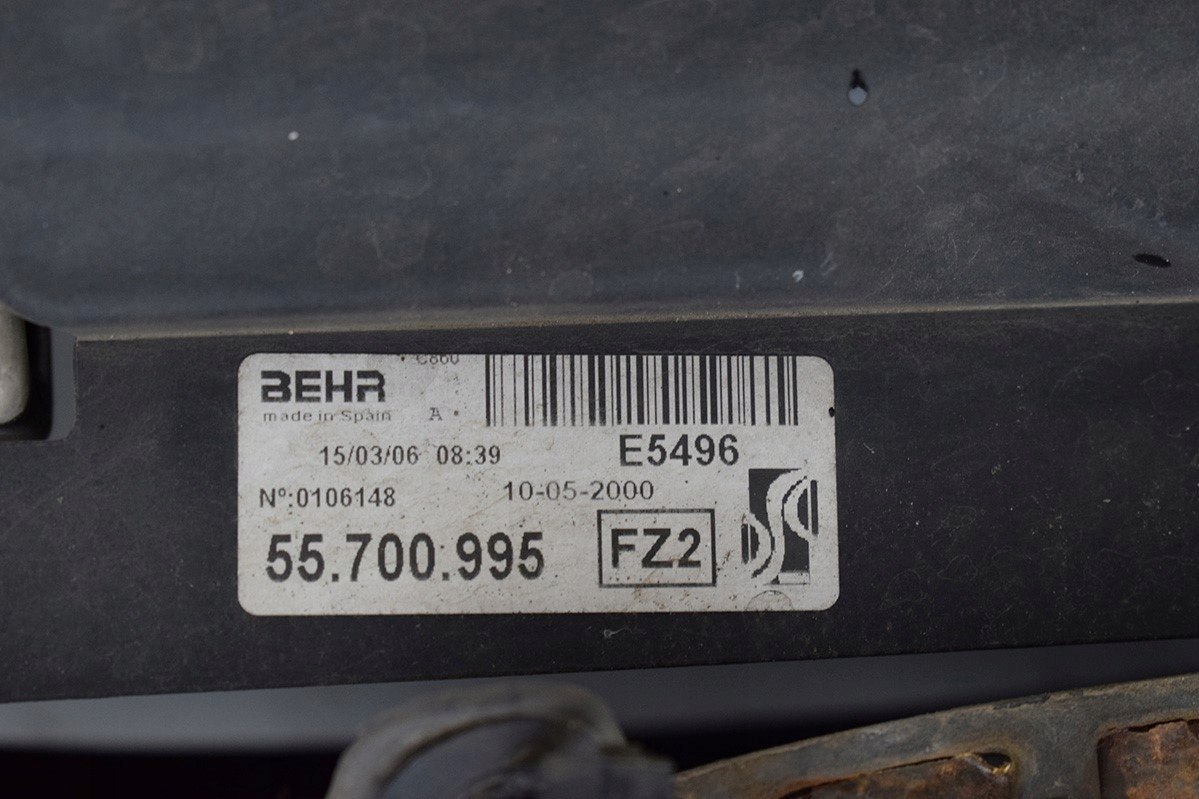 C860
BEHR
made in Spain A
15/03/06 08:39 E5496
Nº:0106148 10-05-2000
55.700.995 FZ2